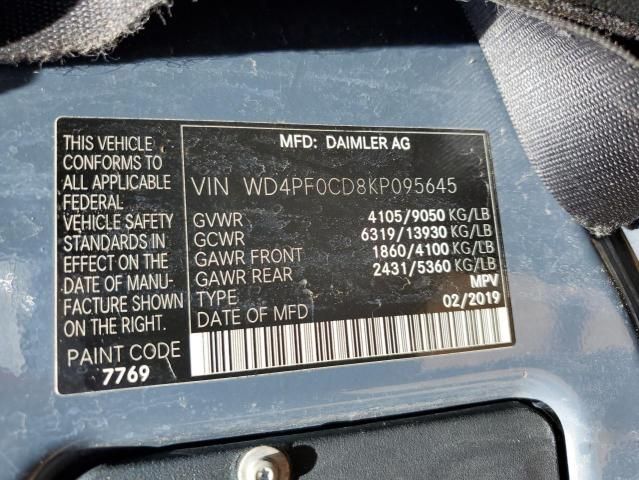 MFD: DAIMLER AG
THIS VEHICLE
CONFORMS TO
ALL APPLICABLE
FEDERAL
VEHICLE SAFETY
STANDARDS IN
EFFECT ON THE
DATE OF MANU-
FACTURE SHOWN
ON THE RIGHT.
PAINT CODE
7769
VIN WD4PF0CD8KP095645
GVWR 4105/9050 KG/LB
GCWR 6319/13930 KG/LB
GAWR FRONT 1860/4100 KG/LB
GAWR REAR 2431/5360 KG/LB
TYPE MPV
DATE OF MFD 02/2019